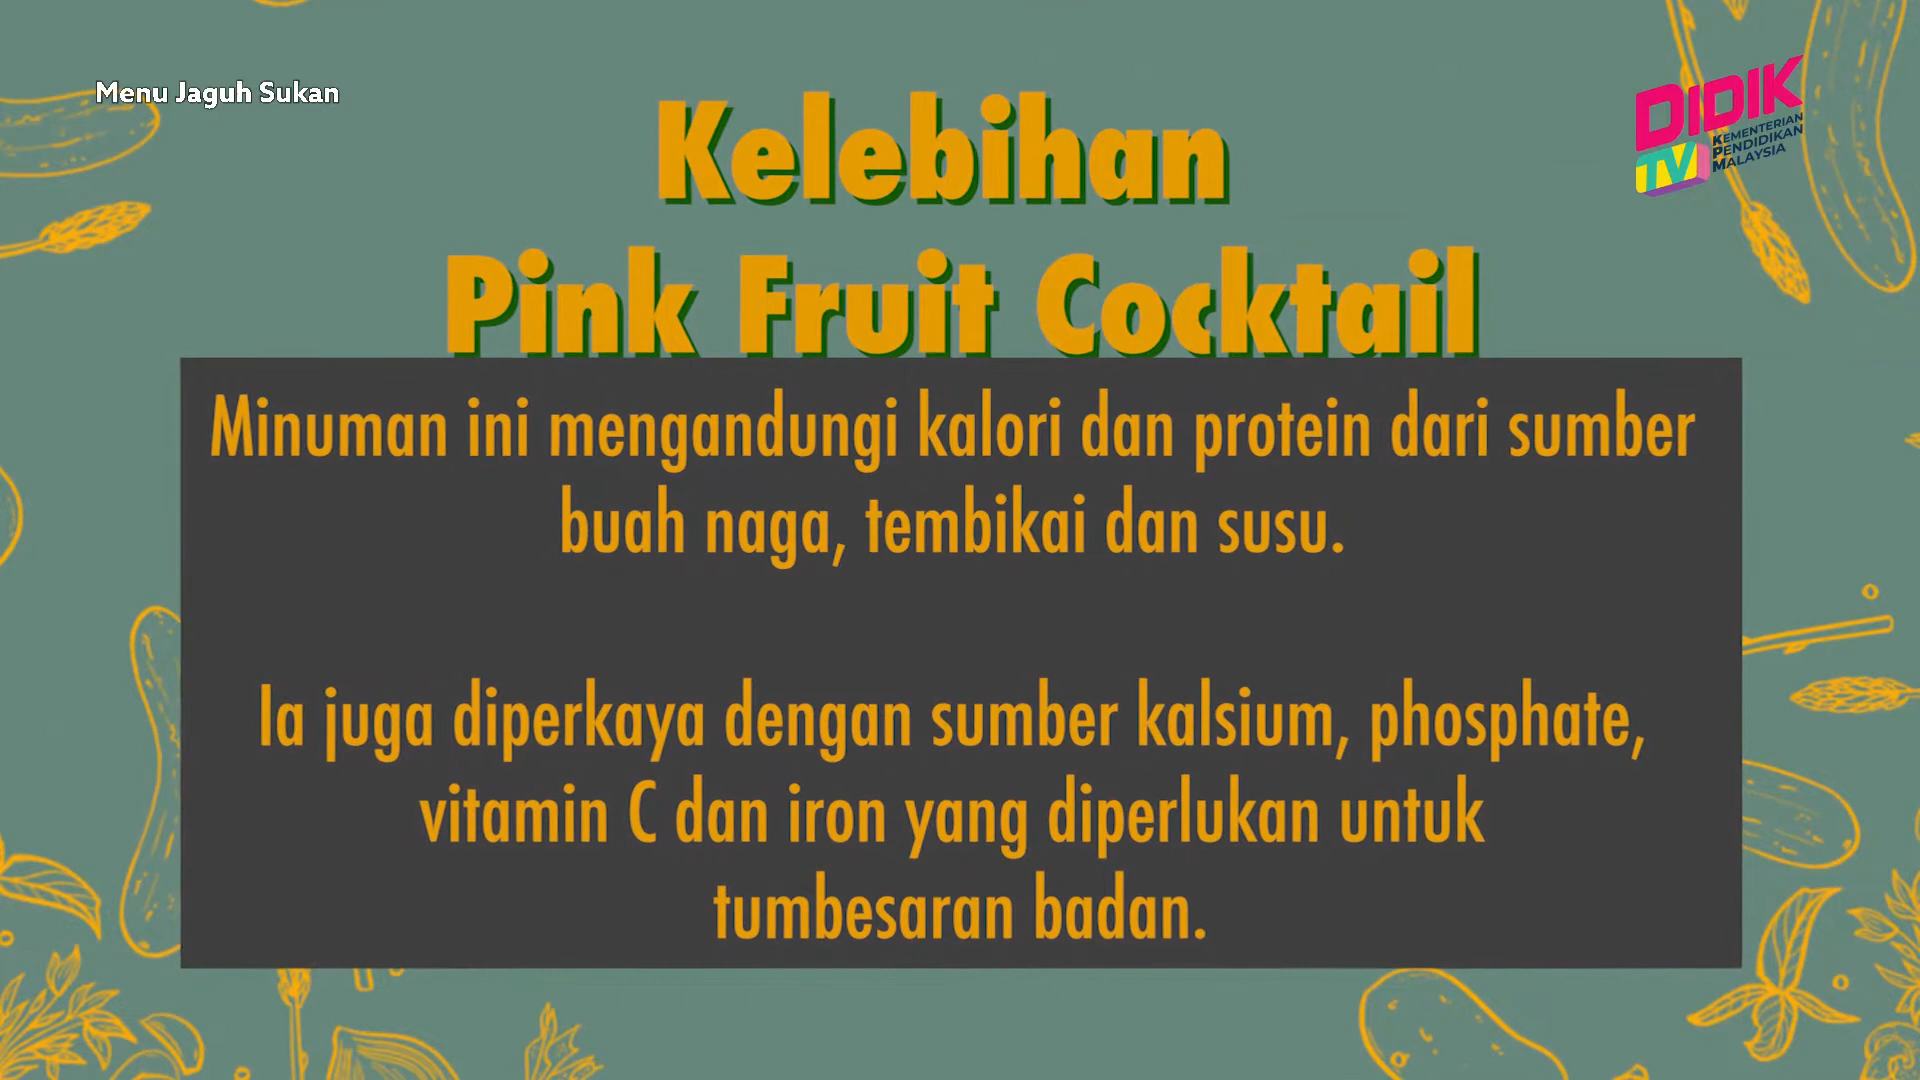 Menu Jaguh Sukan
DIDIK
TV
KEMENTERIAN
PENDIDIKAN
MALAYSIA
Kelebihan
Pink Fruit Cocktail
Minuman ini mengandungi kalori dan protein dari sumber
buah naga, tembikai dan susu.
Ia juga diperkaya dengan sumber kalsium, phosphate,
vitamin C dan iron yang diperlukan untuk
tumbesaran badan.